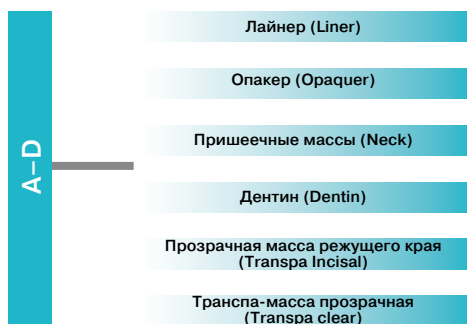 A–D
Лайнер (Liner)
Опакер (Opaquer)
Пришеечные массы (Neck)
Дентин (Dentin)
Прозрачная масса режущего края
(Transpa Incisal)
Транспа-масса прозрачная
(Transpa clear)